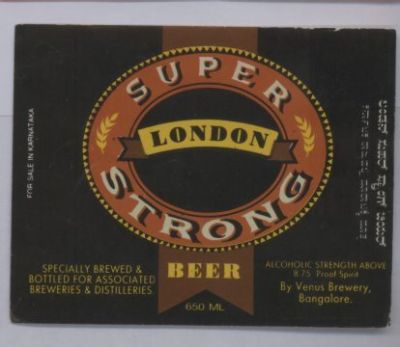 FOR SALE IN KARNATAKA
SUPER
LONDON
STRONG
BEER
650 ML
SPECIALLY BREWED &
BOTTLED FOR ASSOCIATED
BREWERIES & DISTILLERIES.
ALCOHOLIC STRENGTH ABOVE
8.75 Proof Spirit
By Venus Brewery,
Bangalore.